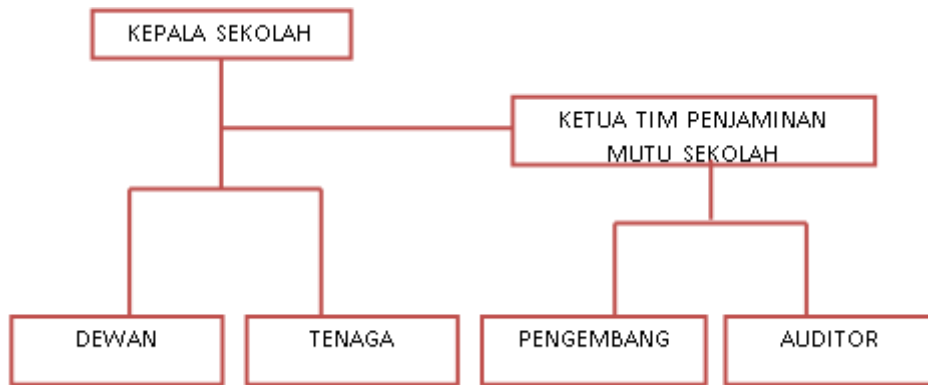 KEPALA SEKOLAH
KETUA TIM PENJAMINAN
MUTU SEKOLAH
DEWAN
TENAGA
PENGEMBANG
AUDITOR